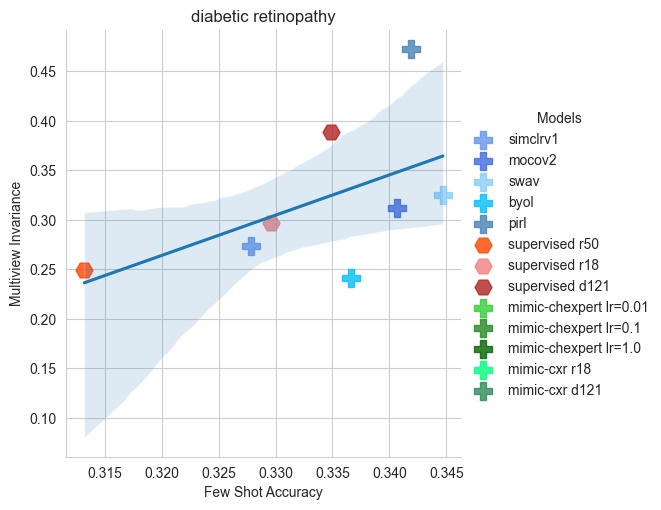 diabetic retinopathy
Multiview Invariance
0.45
0.40
0.35
0.30
0.25
0.20
0.15
0.10
0.315
0.320
0.325
0.330
0.335
0.340
0.345
Few Shot Accuracy
Models
simclrv1
mocov2
swav
byol
pirl
supervised r50
supervised r18
supervised d121
mimic-chexpert lr=0.01
mimic-chexpert lr=0.1
mimic-chexpert lr=1.0
mimic-cxr r18
mimic-cxr d121